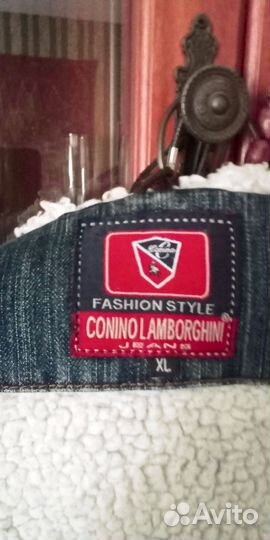 FASHION STYLE
CONINO LAMBORGHINI ®
JEANS
XL
Avito